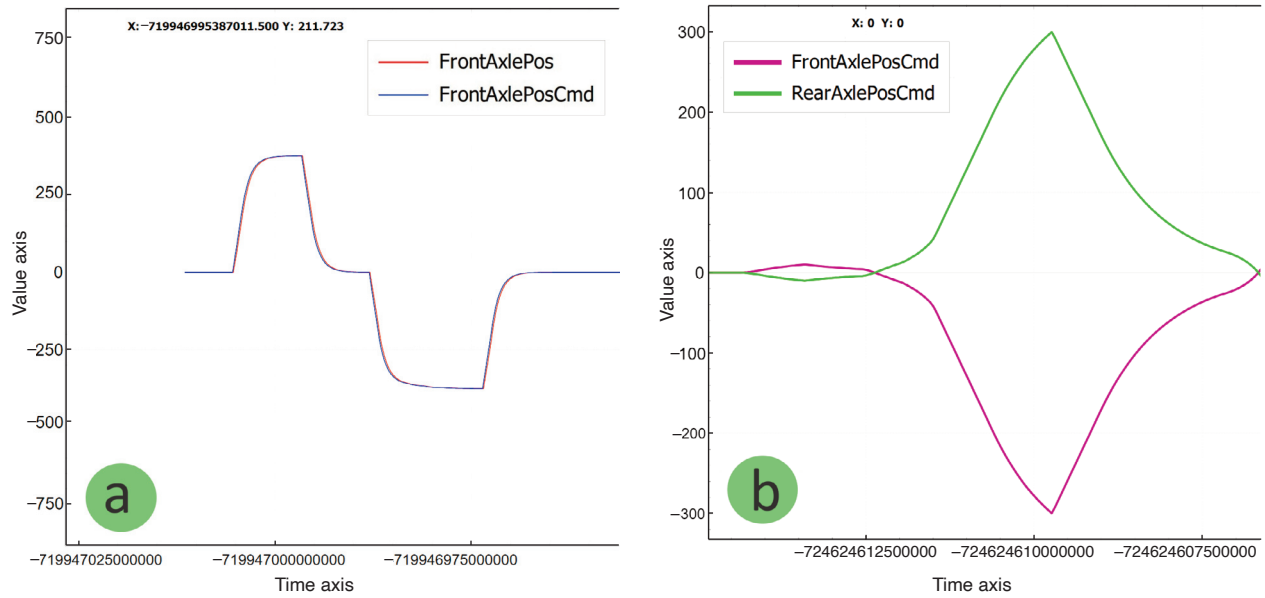 X:−719946995387011.500 Y: 211.723
FrontAxlePos
FrontAxlePosCmd
750
500
250
0
−250
−500
−750
Value axis
a
−719947025000000
−719947000000000
−719946975000000
Time axis
X: 0 Y: 0
FrontAxlePosCmd
RearAxlePosCmd
300
200
100
0
−100
−200
−300
Value axis
b
−724624612500000
−724624610000000
−724624607500000
Time axis